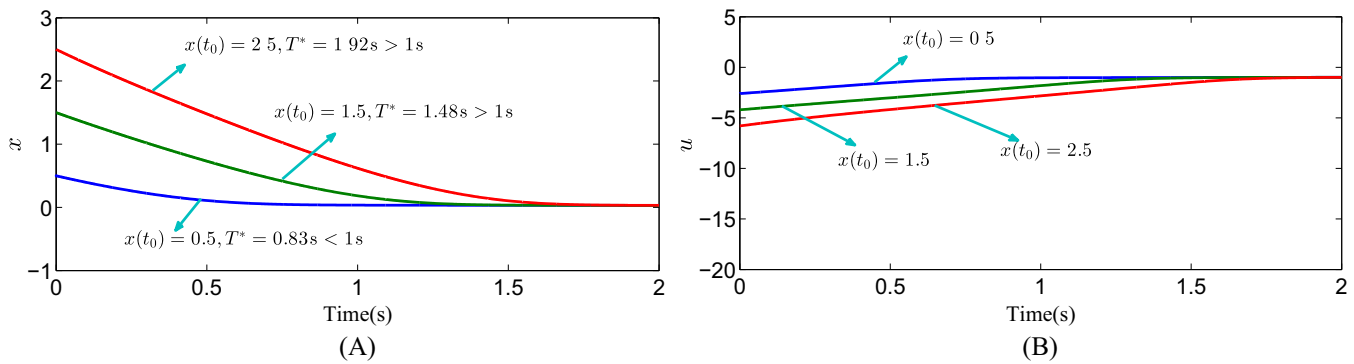 3
2
1
0
−1
x
x(t₀) = 2 5, T* = 1 92s > 1s
x(t₀) = 1.5, T* = 1.48s > 1s
x(t₀) = 0.5, T* = 0.83s < 1s
0 0.5 1 1.5 2
Time(s)
(A)
0
−5
−10
−15
−20
u
x(t₀) = 0 5
x(t₀) = 1.5
x(t₀) = 2.5
0 0.5 1 1.5 2
Time(s)
(B)